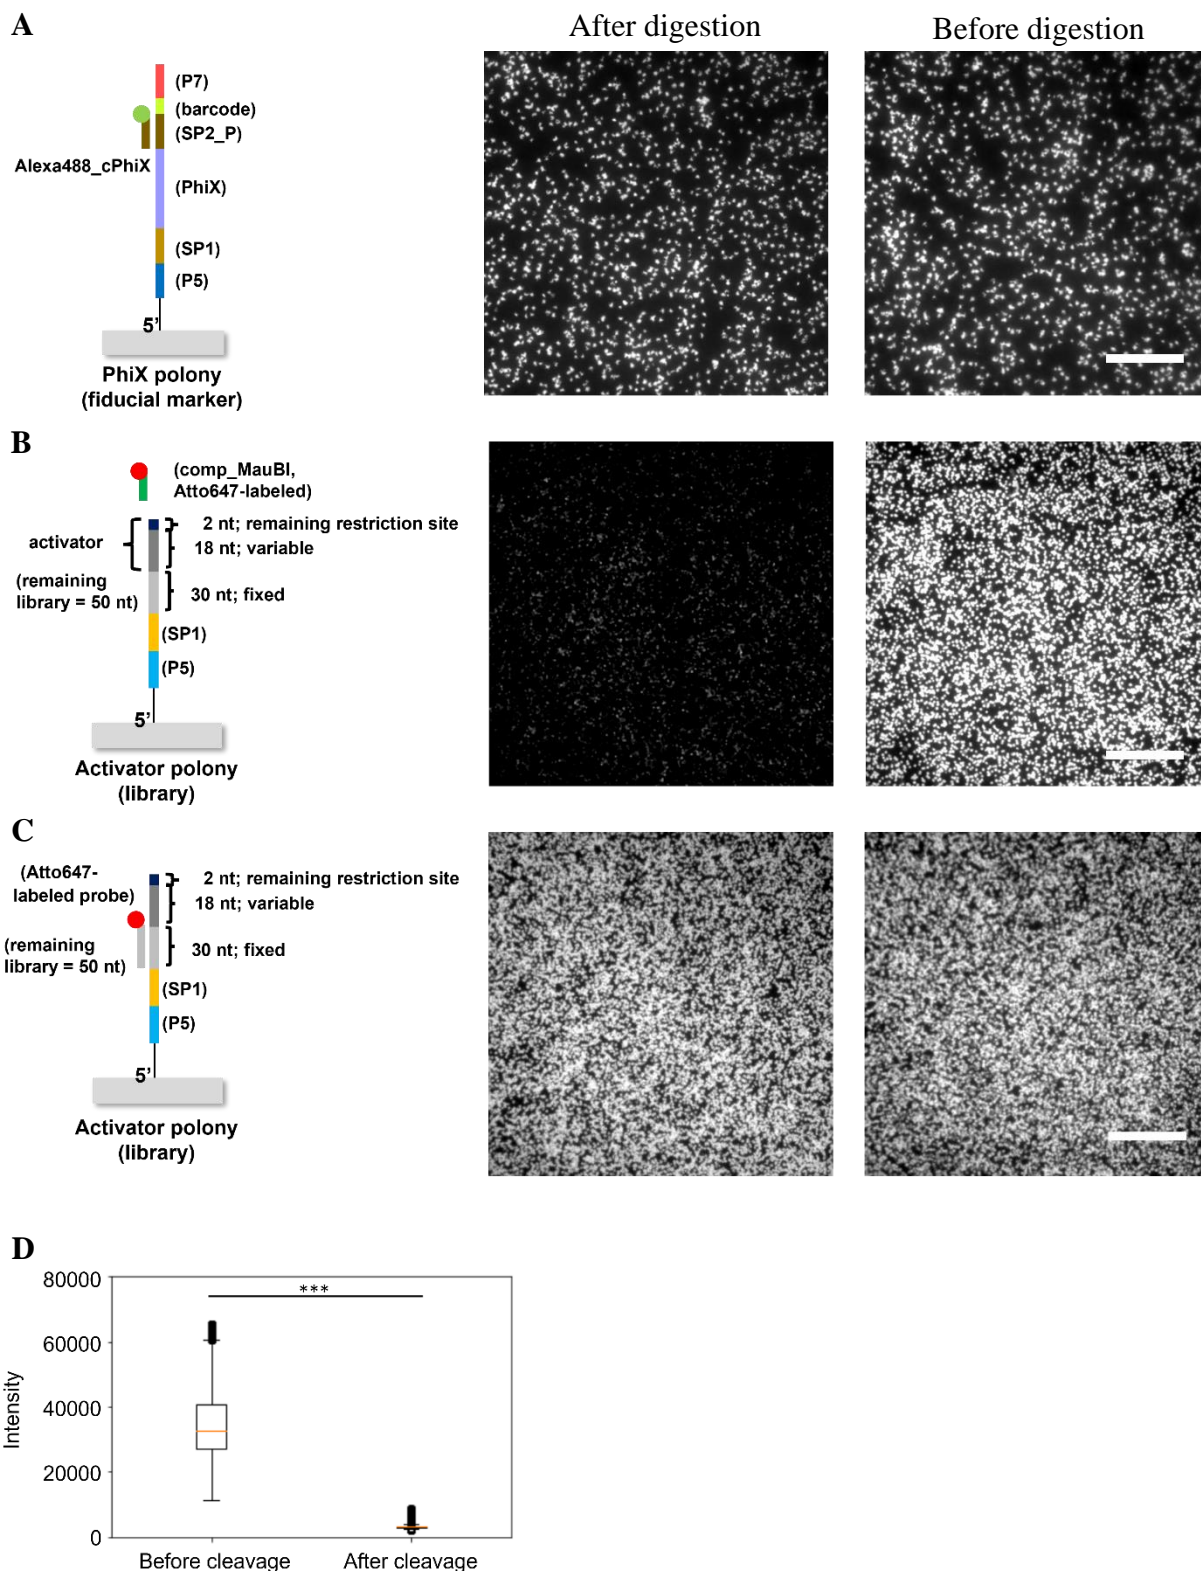 A
After digestion
Before digestion
(P7)
(barcode)
(SP2_P)
Alexa488_cPhiX
(PhiX)
(SP1)
(P5)
5’
PhiX polony
(fiducial marker)
B
(comp_MauBI,
Atto647-labeled)
2 nt; remaining restriction site
activator
18 nt; variable
(remaining
library = 50 nt)
30 nt; fixed
(SP1)
(P5)
5’
Activator polony
(library)
C
(Atto647-
labeled probe)
2 nt; remaining restriction site
18 nt; variable
(remaining
library = 50 nt)
30 nt; fixed
(SP1)
(P5)
5’
Activator polony
(library)
D
80000
60000
40000
20000
0
Intensity
***
Before cleavage
After cleavage